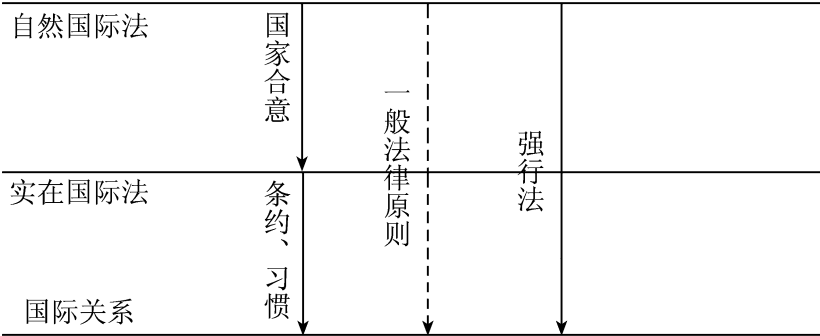 自然国际法
国家合意
一般法律原则
强行法
实在国际法
条约、习惯
国际关系